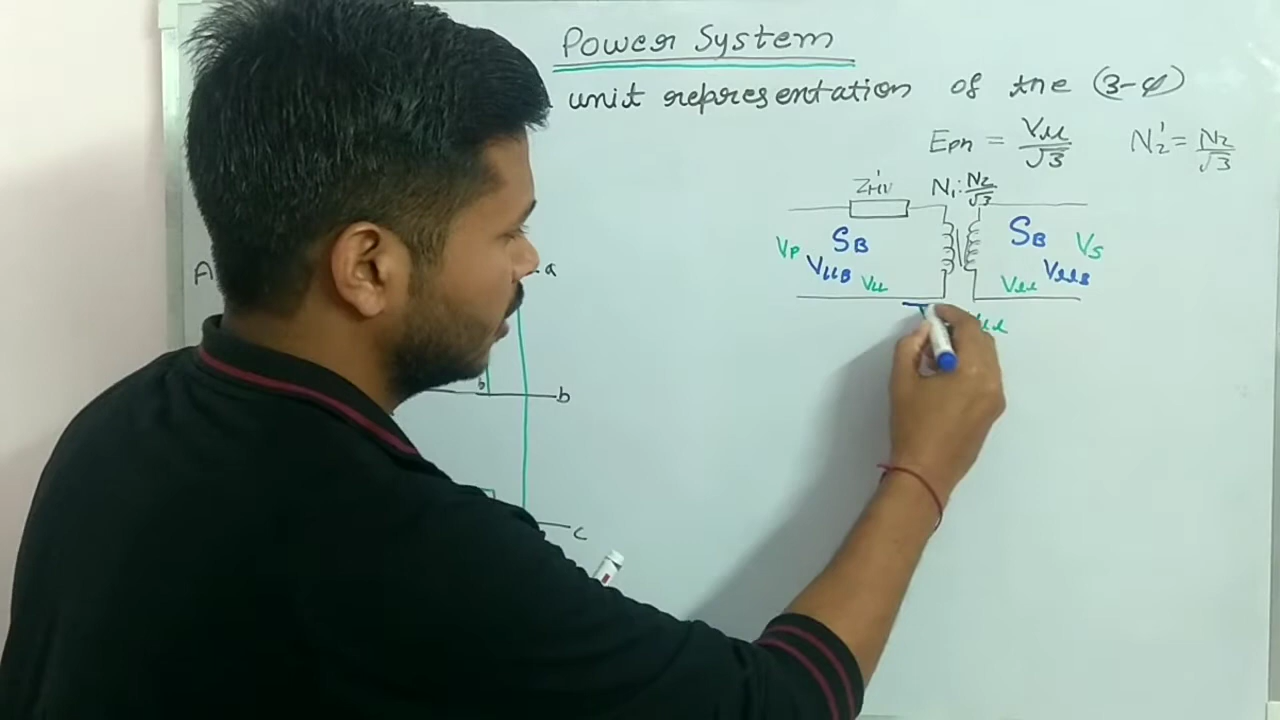 Power System
unit representation of the (3-φ)
Eph = VLL/√3 N2' = N2/√3
Z'HV N1:N2/√3
VP SB SB VS
VLLB VLL VLL VLLB
A a
b b
c